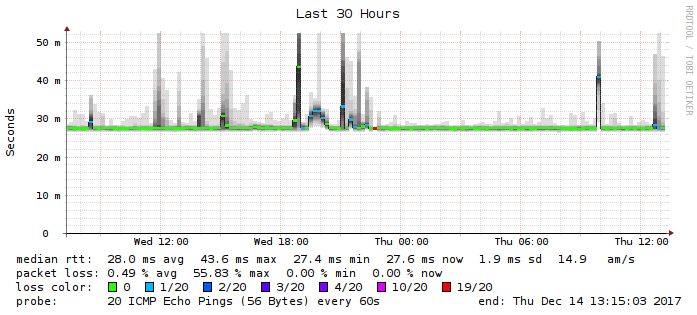 Last 30 Hours
RRDTOOL / TOBI OETIKER
Seconds
50 m
40 m
30 m
20 m
10 m
0
Wed 12:00 Wed 18:00 Thu 00:00 Thu 06:00 Thu 12:00
median rtt: 28.0 ms avg 43.6 ms max 27.4 ms min 27.6 ms now 1.9 ms sd 14.9 am/s
packet loss: 0.49 % avg 55.83 % max 0.00 % min 0.00 % now
loss color: 0 1/20 2/20 3/20 4/20 10/20 19/20
probe: 20 ICMP Echo Pings (56 Bytes) every 60s end: Thu Dec 14 13:15:03 2017